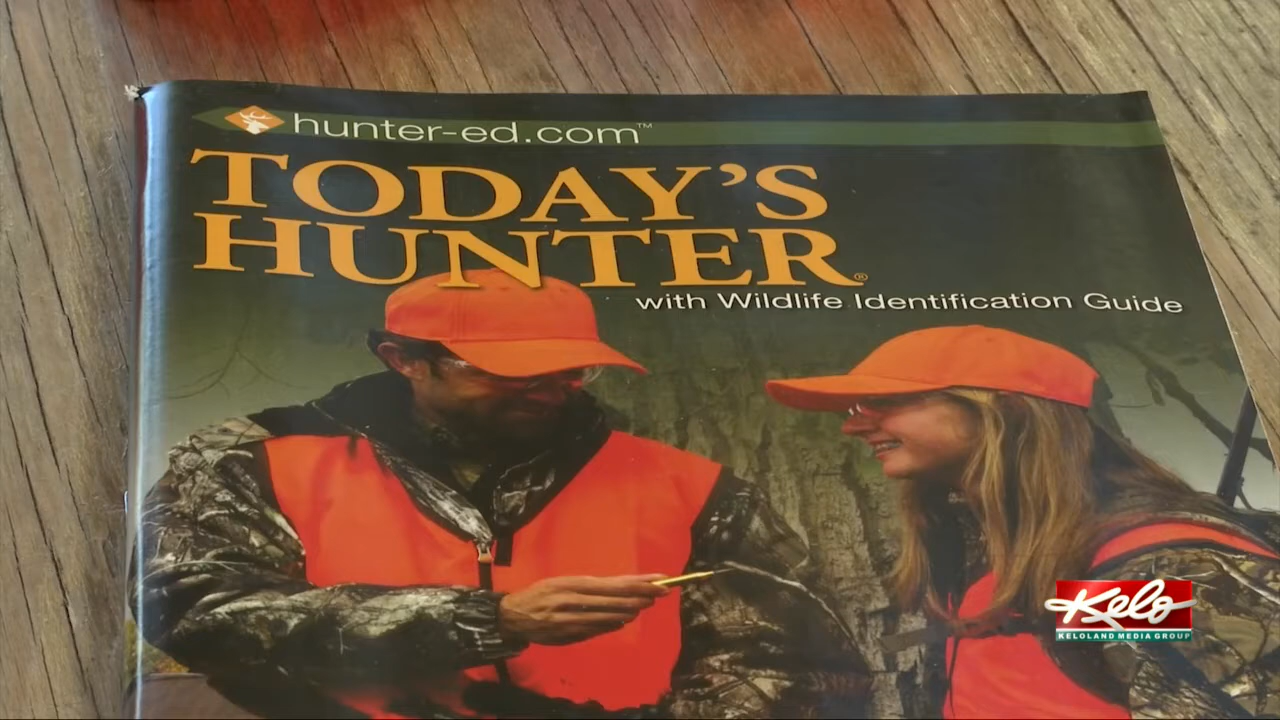 hunter-ed.com™
TODAY'S
HUNTER®
with Wildlife Identification Guide
Kelo
KELOLAND MEDIA GROUP